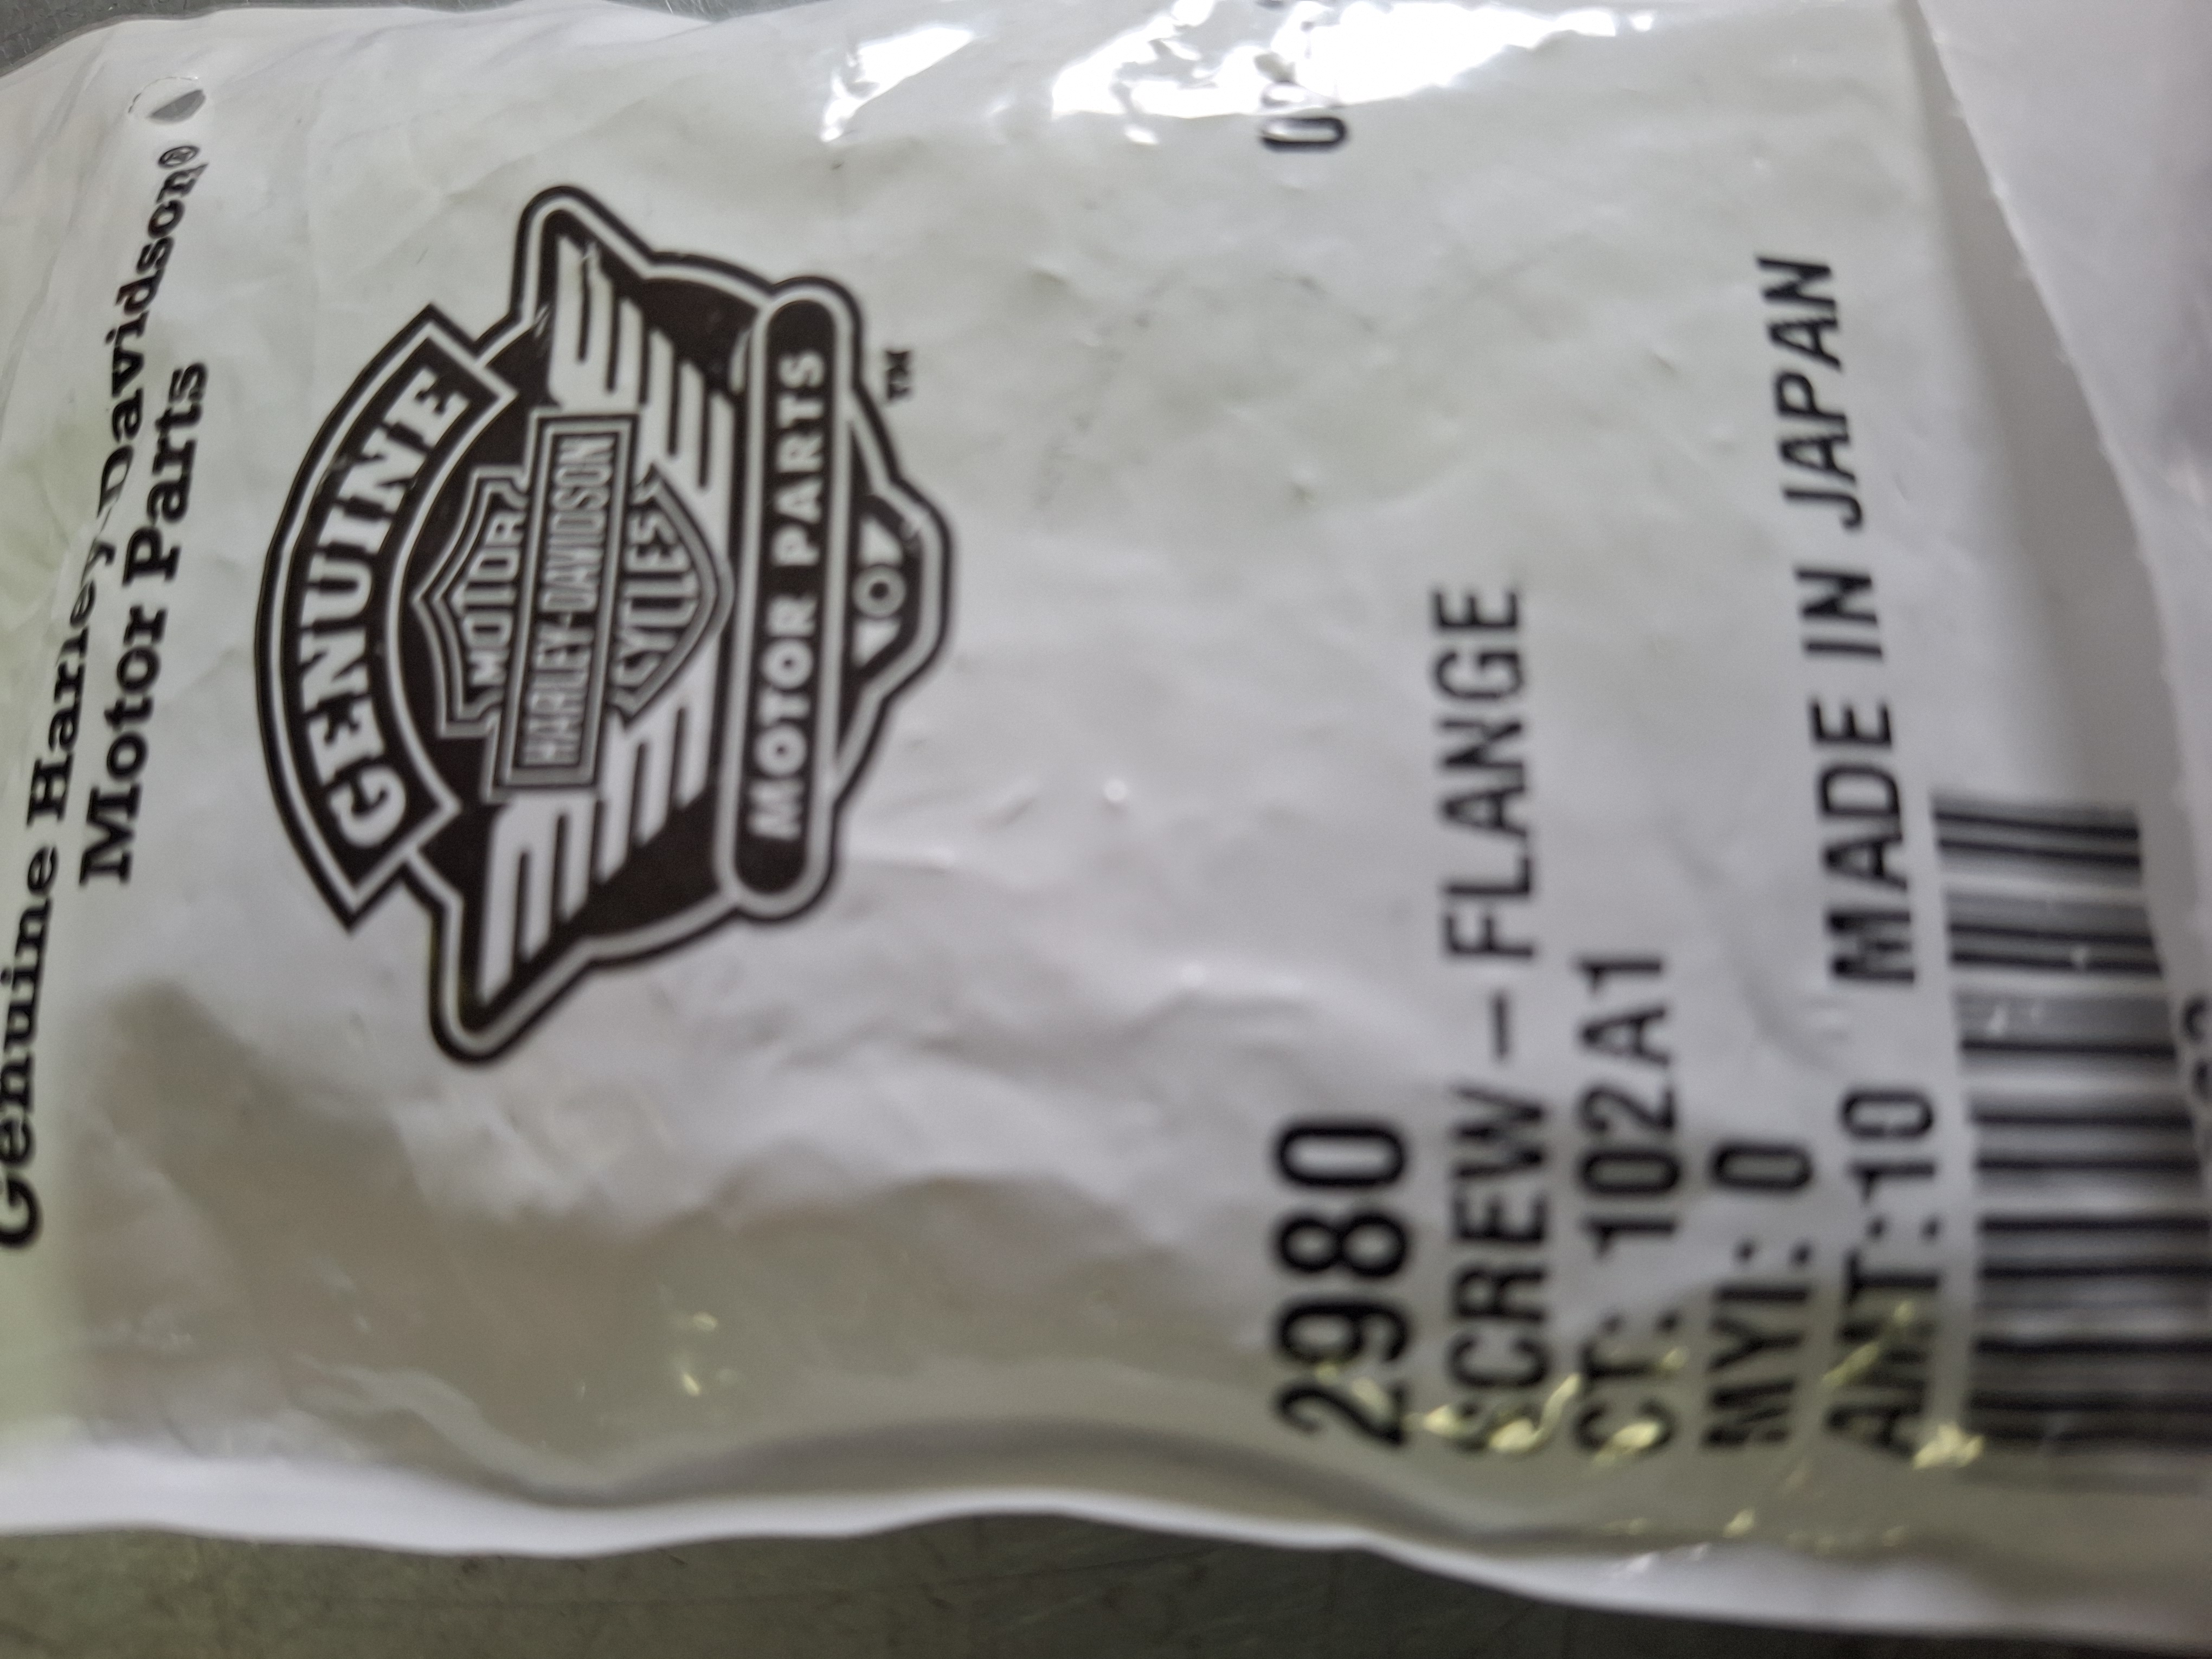 Genuine Harley-Davidson®
Motor Parts
GENUINE
MOTOR
HARLEY-DAVIDSON
CYCLES
MOTOR PARTS
TM
2980
SCREW - FLANGE
CT: 102A1
MYI: 0
AMT:10 MADE IN JAPAN